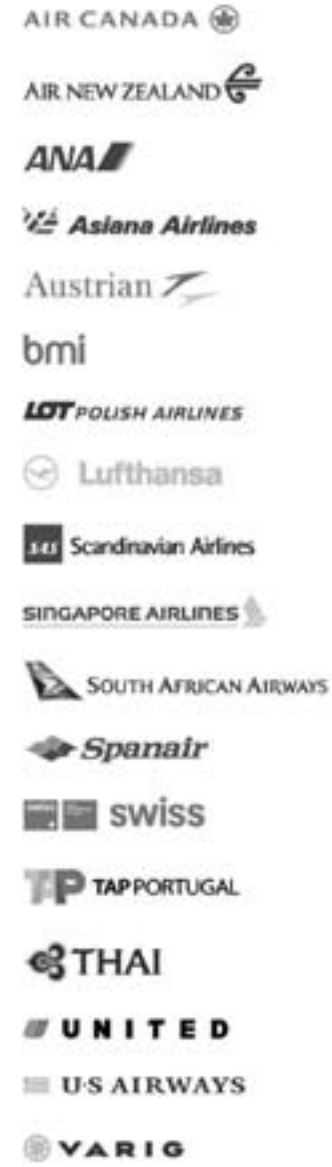 AIR CANADA
AIR NEW ZEALAND
ANA
Asiana Airlines
Austrian
bmi
LOT POLISH AIRLINES
Lufthansa
SAS Scandinavian Airlines
SINGAPORE AIRLINES
SOUTH AFRICAN AIRWAYS
Spanair
swiss
TAP TAP PORTUGAL
THAI
UNITED
U·S AIRWAYS
VARIG